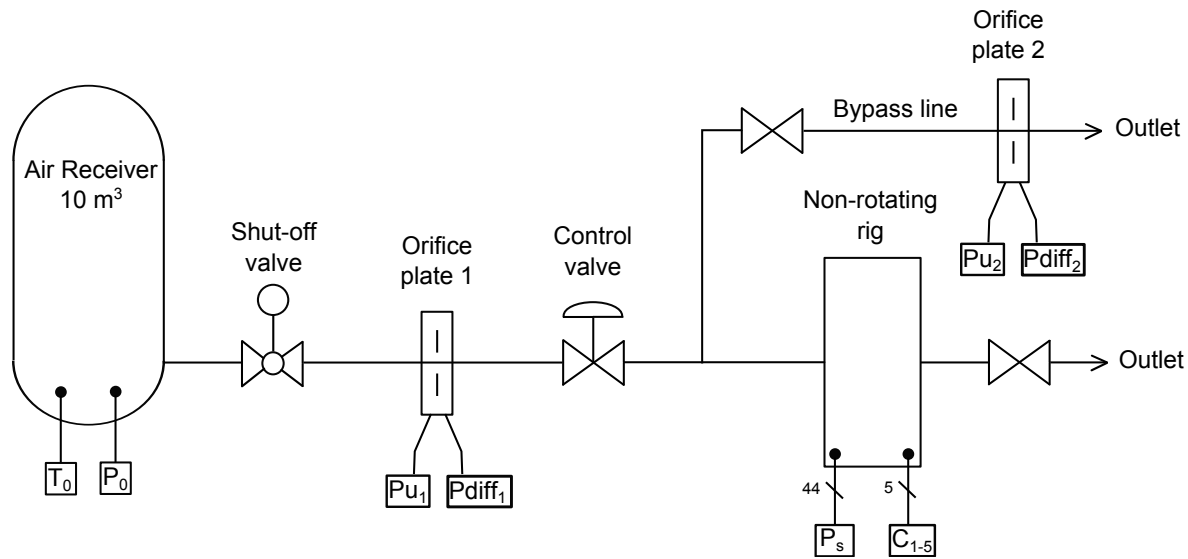 Orifice
plate 2
Bypass line
Outlet
Air Receiver
10 m³
Non-rotating
rig
Shut-off
valve
Orifice
plate 1
Control
valve
Pu₂
Pdiff₂
Outlet
T₀
P₀
Pu₁
Pdiff₁
44
5
Pₛ
C₁₋₅